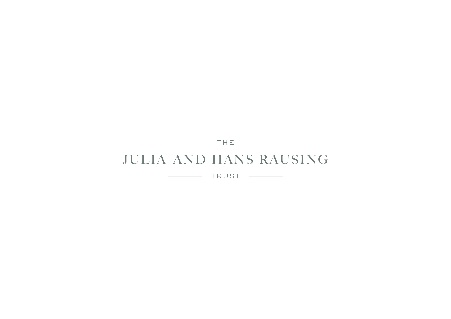 THE
JULIA AND HANS RAUSING
TRUST